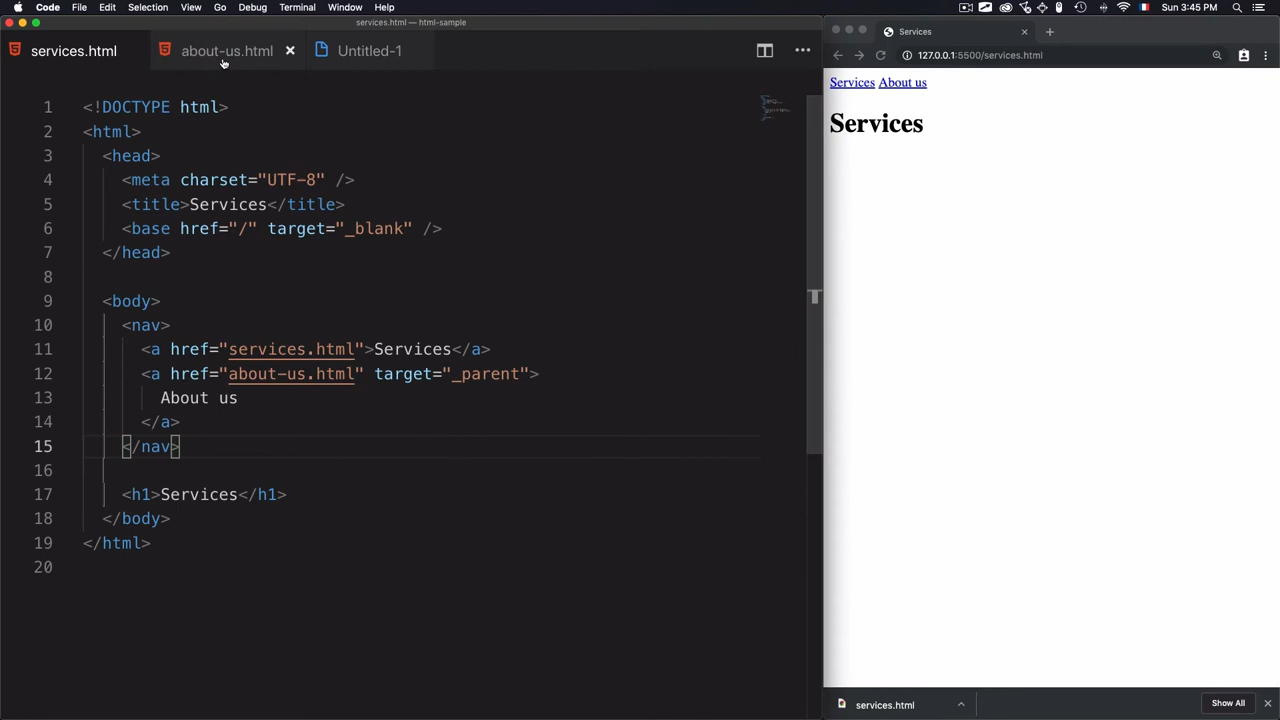 Code File Edit Selection View Go Debug Terminal Window Help Sun 3:45 PM
services.html — html-sample
services.html about-us.html Untitled-1
1 <!DOCTYPE html>
2 <html>
3 <head>
4 <meta charset="UTF-8" />
5 <title>Services</title>
6 <base href="/" target="_blank" />
7 </head>
8
9 <body>
10 <nav>
11 <a href="services.html">Services</a>
12 <a href="about-us.html" target="_parent">
13 About us
14 </a>
15 </nav>
16
17 <h1>Services</h1>
18 </body>
19 </html>
20
Services
127.0.0.1:5500/services.html
Services About us
Services
services.html Show All